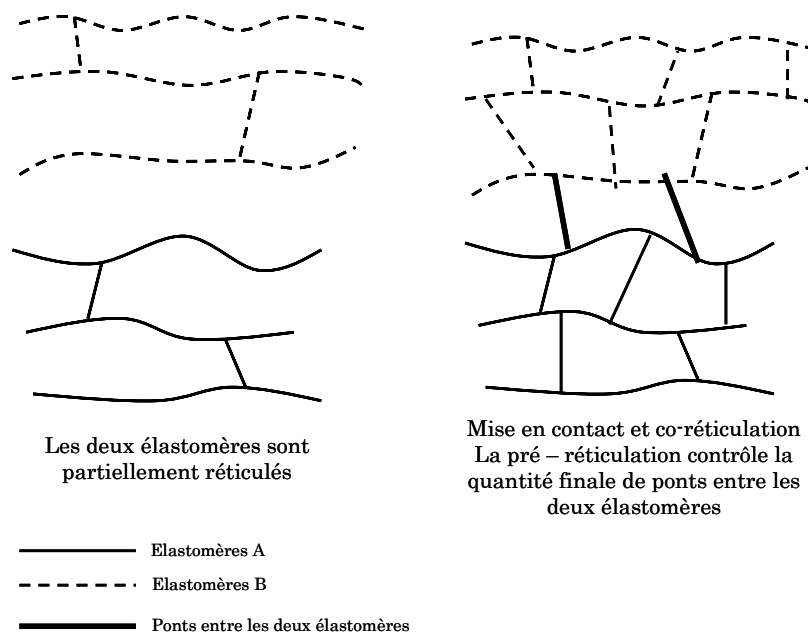 Les deux élastomères sont
partiellement réticulés
Mise en contact et co-réticulation
La pré – réticulation contrôle la
quantité finale de ponts entre les
deux élastomères
Elastomères A
Elastomères B
Ponts entre les deux élastomères